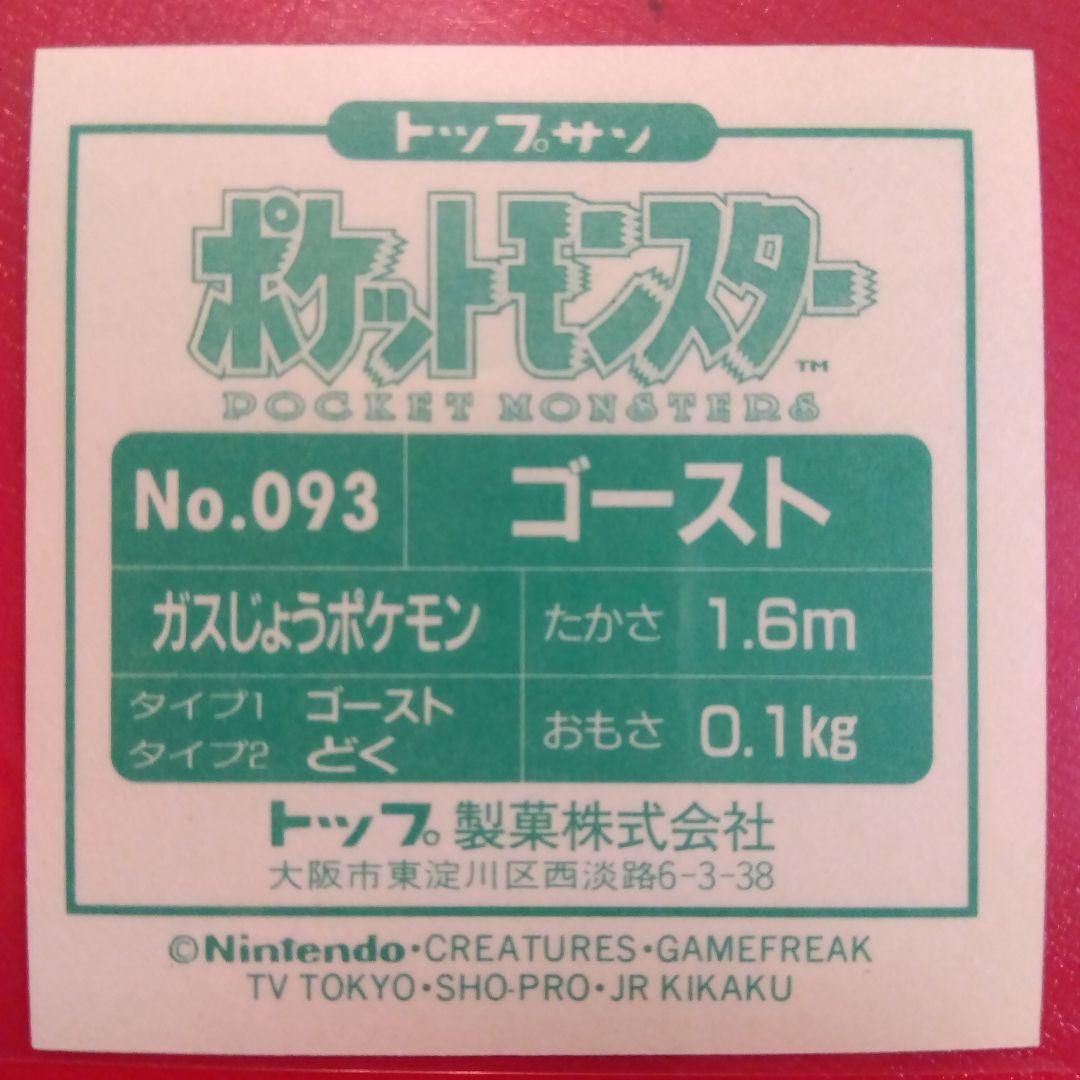 トップサン
ポケットモンスター™
POCKET MONSTERS
No.093 ゴースト
ガスじょうポケモン たかさ 1.6m
タイプ1 ゴースト
タイプ2 どく
おもさ 0.1kg
トップ製菓株式会社
大阪市東淀川区西淡路6-3-38
©Nintendo・CREATURES・GAMEFREAK
TV TOKYO・SHO-PRO・JR KIKAKU